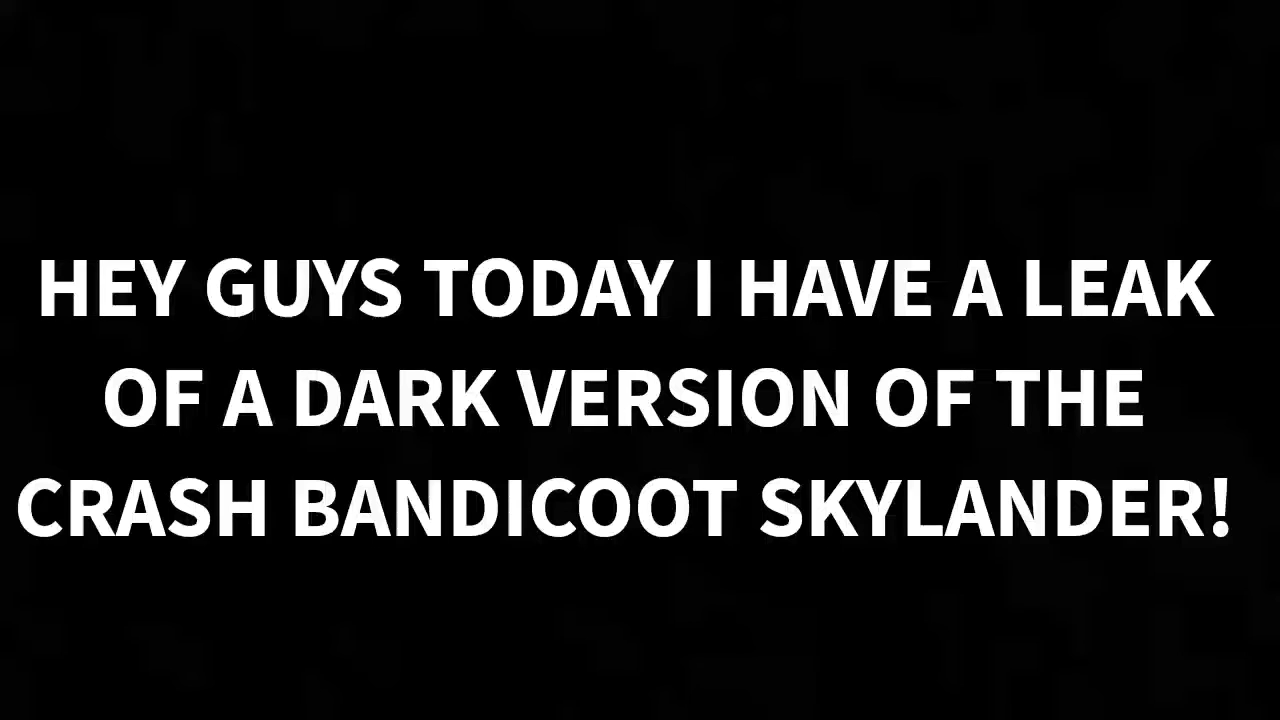 HEY GUYS TODAY I HAVE A LEAK
OF A DARK VERSION OF THE
CRASH BANDICOOT SKYLANDER!